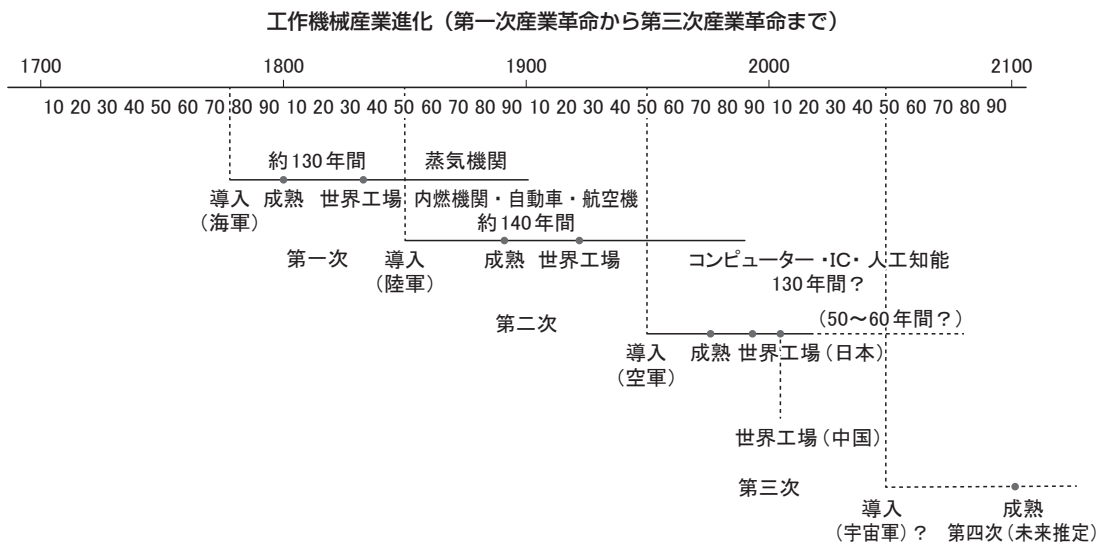 工作機械産業進化（第一次産業革命から第三次産業革命まで）
1700 1800 1900 2000 2100
10 20 30 40 50 60 70 80 90 10 20 30 40 50 60 70 80 90 10 20 30 40 50 60 70 80 90 10 20 30 40 50 60 70 80 90
約130年間 蒸気機関
導入 成熟 世界工場 内燃機関・自動車・航空機
（海軍） 約140年間
第一次 導入 成熟 世界工場 コンピューター・IC・人工知能
（陸軍） 130年間？
第二次 （50～60年間？）
導入 成熟 世界工場（日本）
（空軍）
世界工場（中国）
第三次
導入 成熟
（宇宙軍）？ 第四次（未来推定）